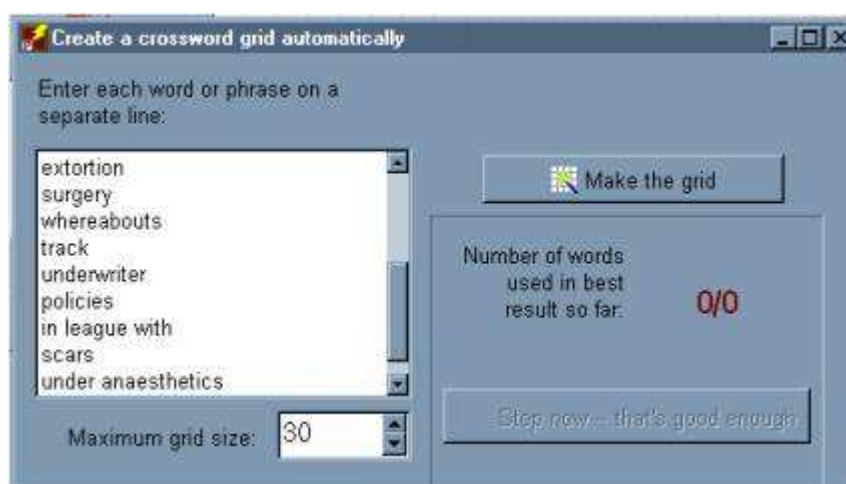 Create a crossword grid automatically
Enter each word or phrase on a
separate line:
extortion
surgery
whereabouts
track
underwriter
policies
in league with
scars
under anaesthetics
Maximum grid size:
30
Make the grid
Number of words
used in best
result so far:
0/0
Stop now -- that's good enough